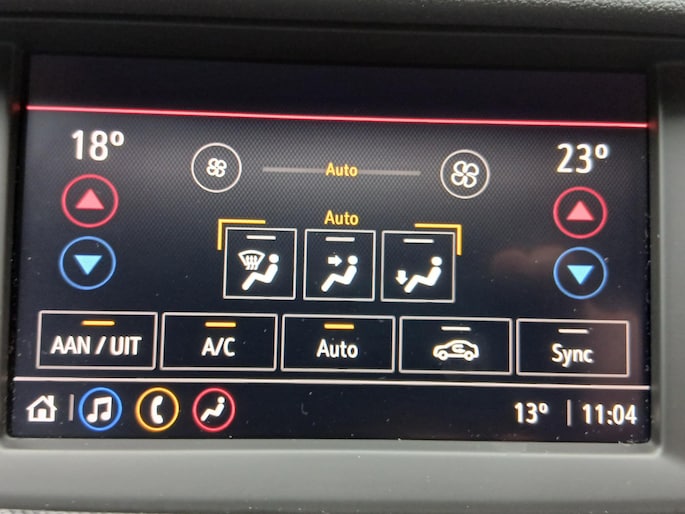 18°
23°
Auto
Auto
AAN / UIT
A/C
Auto
Sync
13° | 11:04